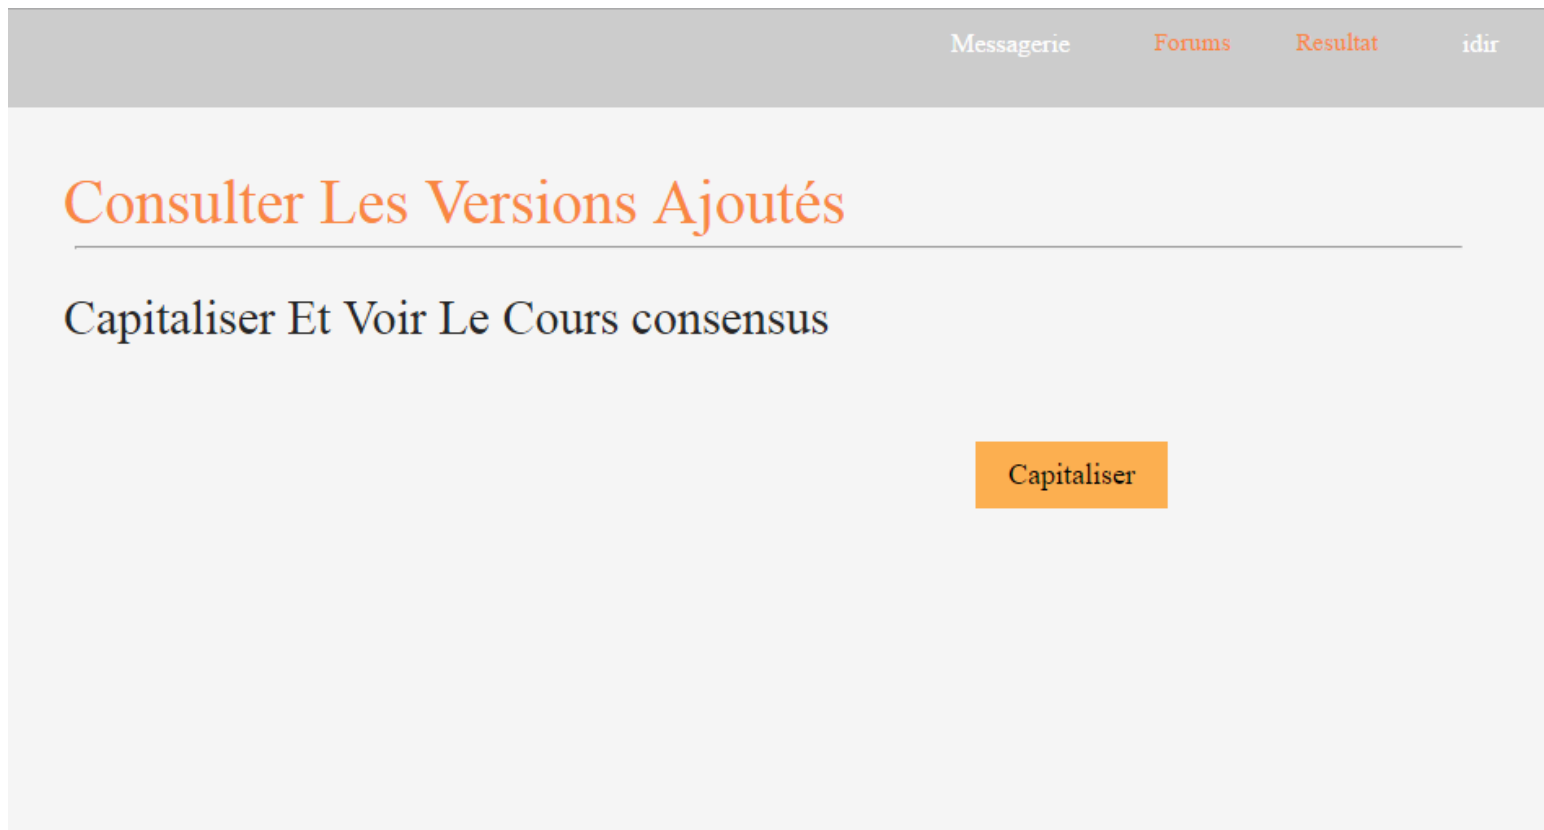 Messagerie Forums Resultat idir
Consulter Les Versions Ajoutés
Capitaliser Et Voir Le Cours consensus
Capitaliser